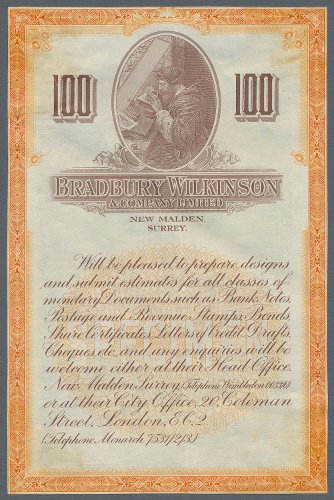 100 100
BRADBURY WILKINSON
& COMPANY LIMITED
NEW MALDEN,
SURREY.
Will be pleased to prepare designs
and submit estimates for all classes of
monetary Documents such as Bank Notes,
Postage and Revenue Stamps, Bonds,
Share Certificates, Letters of Credit, Drafts,
Cheques, etc. and any enquiries will be
welcome either at their Head Office,
New Malden, Surrey, (Telephone Wimbledon 00326)
or at their City Office, 20, Coleman
Street, London, E.C.2
(Telephone Monarch 7531/2/3.)